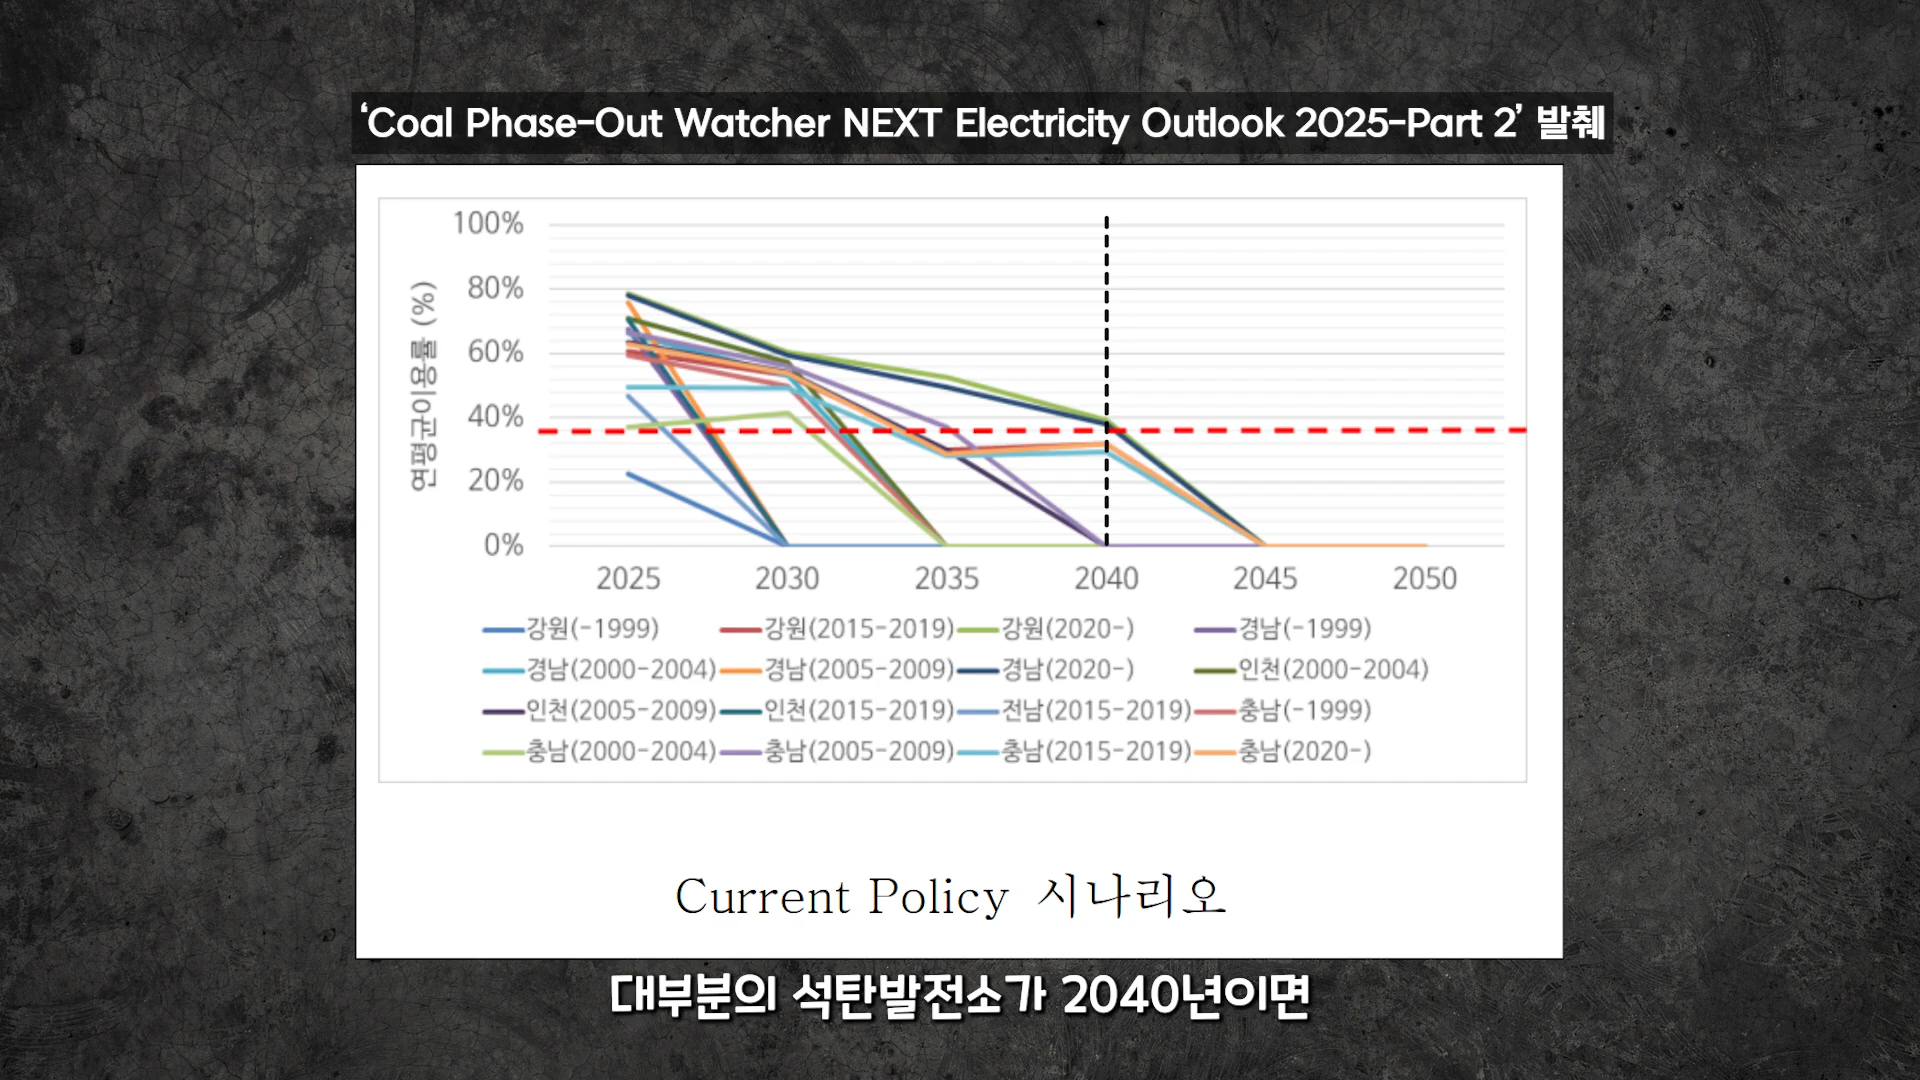 ‘Coal Phase-Out Watcher NEXT Electricity Outlook 2025-Part 2’ 발췌
연평균이용률 (%)
100%
80%
60%
40%
20%
0%
2025 2030 2035 2040 2045 2050
강원(-1999) 강원(2015-2019) 강원(2020-) 경남(-1999)
경남(2000-2004) 경남(2005-2009) 경남(2020-) 인천(2000-2004)
인천(2005-2009) 인천(2015-2019) 전남(2015-2019) 충남(-1999)
충남(2000-2004) 충남(2005-2009) 충남(2015-2019) 충남(2020-)
Current Policy 시나리오
대부분의 석탄발전소가 2040년이면